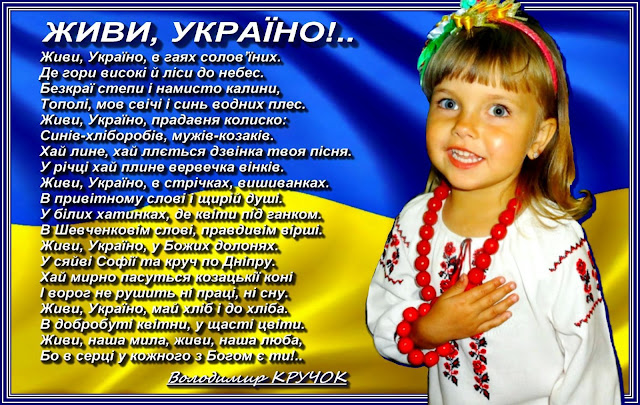 ЖИВИ, УКРАЇНО!..
Живи, Україно, в гаях солов'їних.
Де гори високі й ліси до небес.
Безкраї степи і намисто калини,
Тополі, мов свічі і синь водних плес.
Живи, Україно, прадавня колиско:
Синів-хліборобів, мужів-козаків.
Хай лине, хай ллється дзвінка твоя пісня.
У річці хай плине вервечка вінків.
Живи, Україно, в стрічках, вишиванках.
В привітному слові і щирій душі.
У білих хатинках, де квіти під ганком.
В Шевченковім слові, правдивім вірші.
Живи, Україно, у Божих долонях.
У сяйві Софії та круч по Дніпру.
Хай мирно пасуться козацькії коні
І ворог не рушить ні праці, ні сну.
Живи, Україно, май хліб і до хліба.
В добробуті квітни, у щасті цвіти.
Живи, наша мила, живи, наша люба,
Бо в серці у кожного з Богом є ти!..
Володимир КРУЧОК